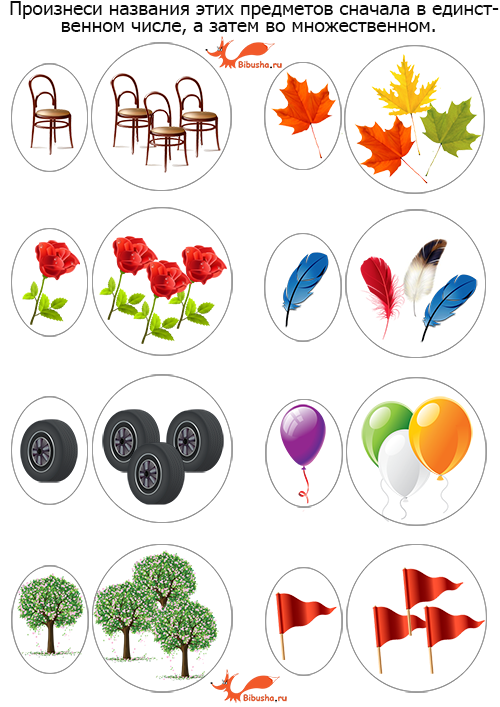 Произнеси названия этих предметов сначала в единст-
венном числе, а затем во множественном.
Bibusha.ru
Bibusha.ru